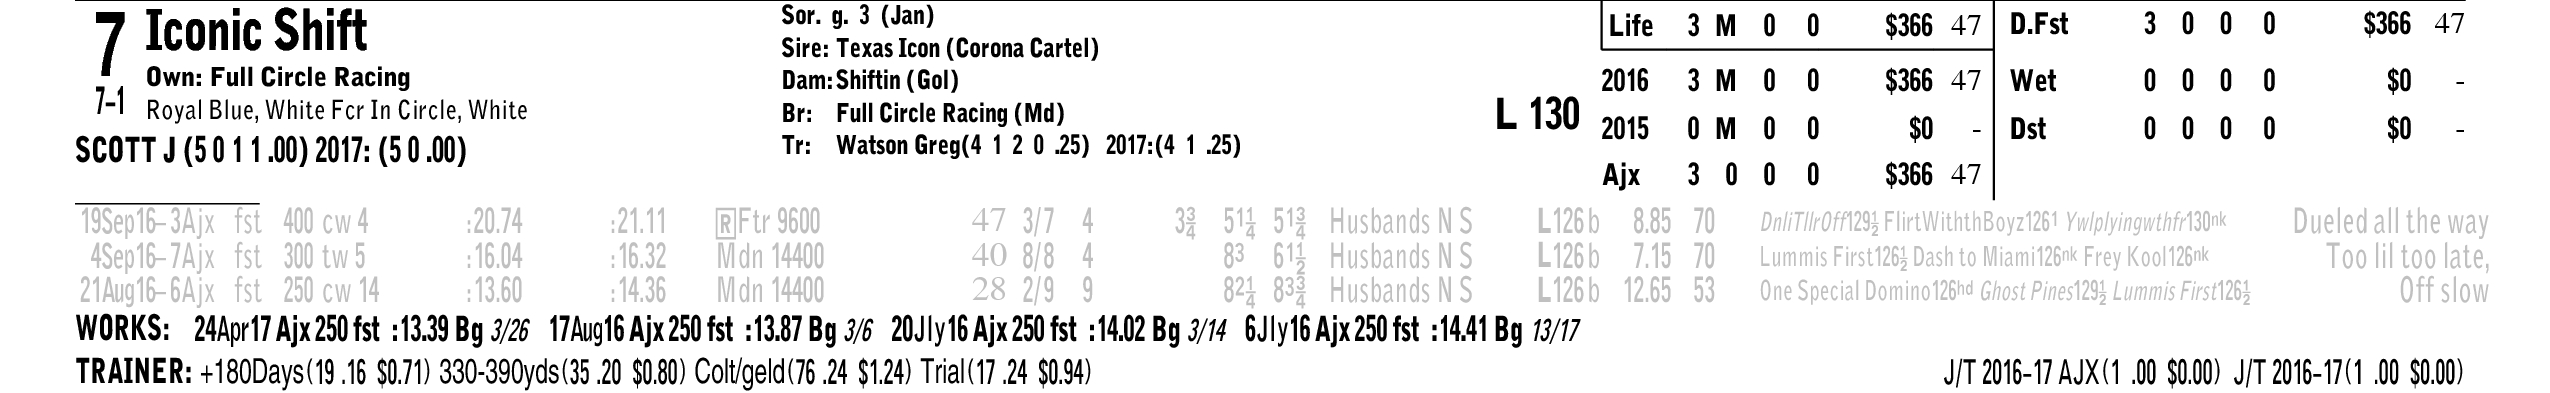 7 Iconic Shift
Own: Full Circle Racing
7–1 Royal Blue, White Fcr In Circle, White
SCOTT J (5 0 1 1 .00) 2017: (5 0 .00)
Sor. g. 3 (Jan)
Sire: Texas Icon (Corona Cartel)
Dam: Shiftin (Gol)
Br: Full Circle Racing (Md)
Tr: Watson Greg(4 1 2 0 .25) 2017:(4 1 .25)
L 130
Life 3 M 0 0 $366 47
2016 3 M 0 0 $366 47
2015 0 M 0 0 $0 -
Ajx 3 0 0 0 $366 47
D.Fst 3 0 0 0 $366 47
Wet 0 0 0 0 $0 -
Dst 0 0 0 0 $0 -
19Sep16–3Ajx fst 400 cw 4 :20.74 :21.11 R Ftr 9600 47 3/7 4 3¾ 51¼ 51¾ Husbands N S L126 b 8.85 70 DnliTllrOff129½ FlirtWiththBoyz126¹ Ywlplyingwthfr130nk Dueled all the way
4Sep16–7Ajx fst 300 tw 5 :16.04 :16.32 Mdn 14400 40 8/8 4 8³ 61½ Husbands N S L126 b 7.15 70 Lummis First126½ Dash to Miami126nk Frey Kool126nk Too lil too late,
21Aug16–6Ajx fst 250 cw 14 :13.60 :14.36 Mdn 14400 28 2/9 9 82¼ 83¾ Husbands N S L126 b 12.65 53 One Special Domino126hd Ghost Pines129½ Lummis First126½ Off slow
WORKS: 24Apr17 Ajx 250 fst :13.39 Bg 3/26 17Aug16 Ajx 250 fst :13.87 Bg 3/6 20Jly16 Ajx 250 fst :14.02 Bg 3/14 6Jly16 Ajx 250 fst :14.41 Bg 13/17
TRAINER: +180Days(19 .16 $0.71) 330-390yds(35 .20 $0.80) Colt/geld(76 .24 $1.24) Trial(17 .24 $0.94) J/T 2016-17 AJX(1 .00 $0.00) J/T 2016-17(1 .00 $0.00)